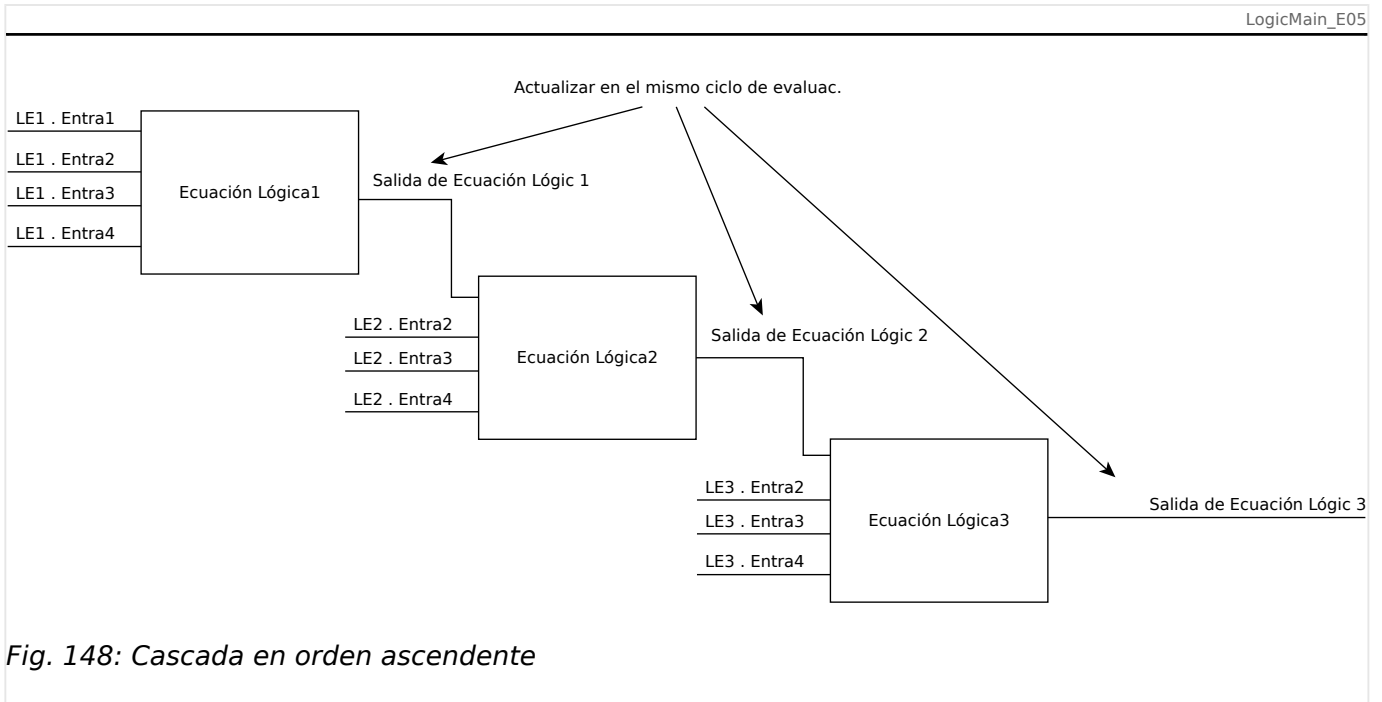 LogicMain_E05
Actualizar en el mismo ciclo de evaluac.
LE1 . Entra1
LE1 . Entra2
LE1 . Entra3
LE1 . Entra4
Ecuación Lógica1
Salida de Ecuación Lógic 1
LE2 . Entra2
LE2 . Entra3
LE2 . Entra4
Ecuación Lógica2
Salida de Ecuación Lógic 2
LE3 . Entra2
LE3 . Entra3
LE3 . Entra4
Ecuación Lógica3
Salida de Ecuación Lógic 3
Fig. 148: Cascada en orden ascendente